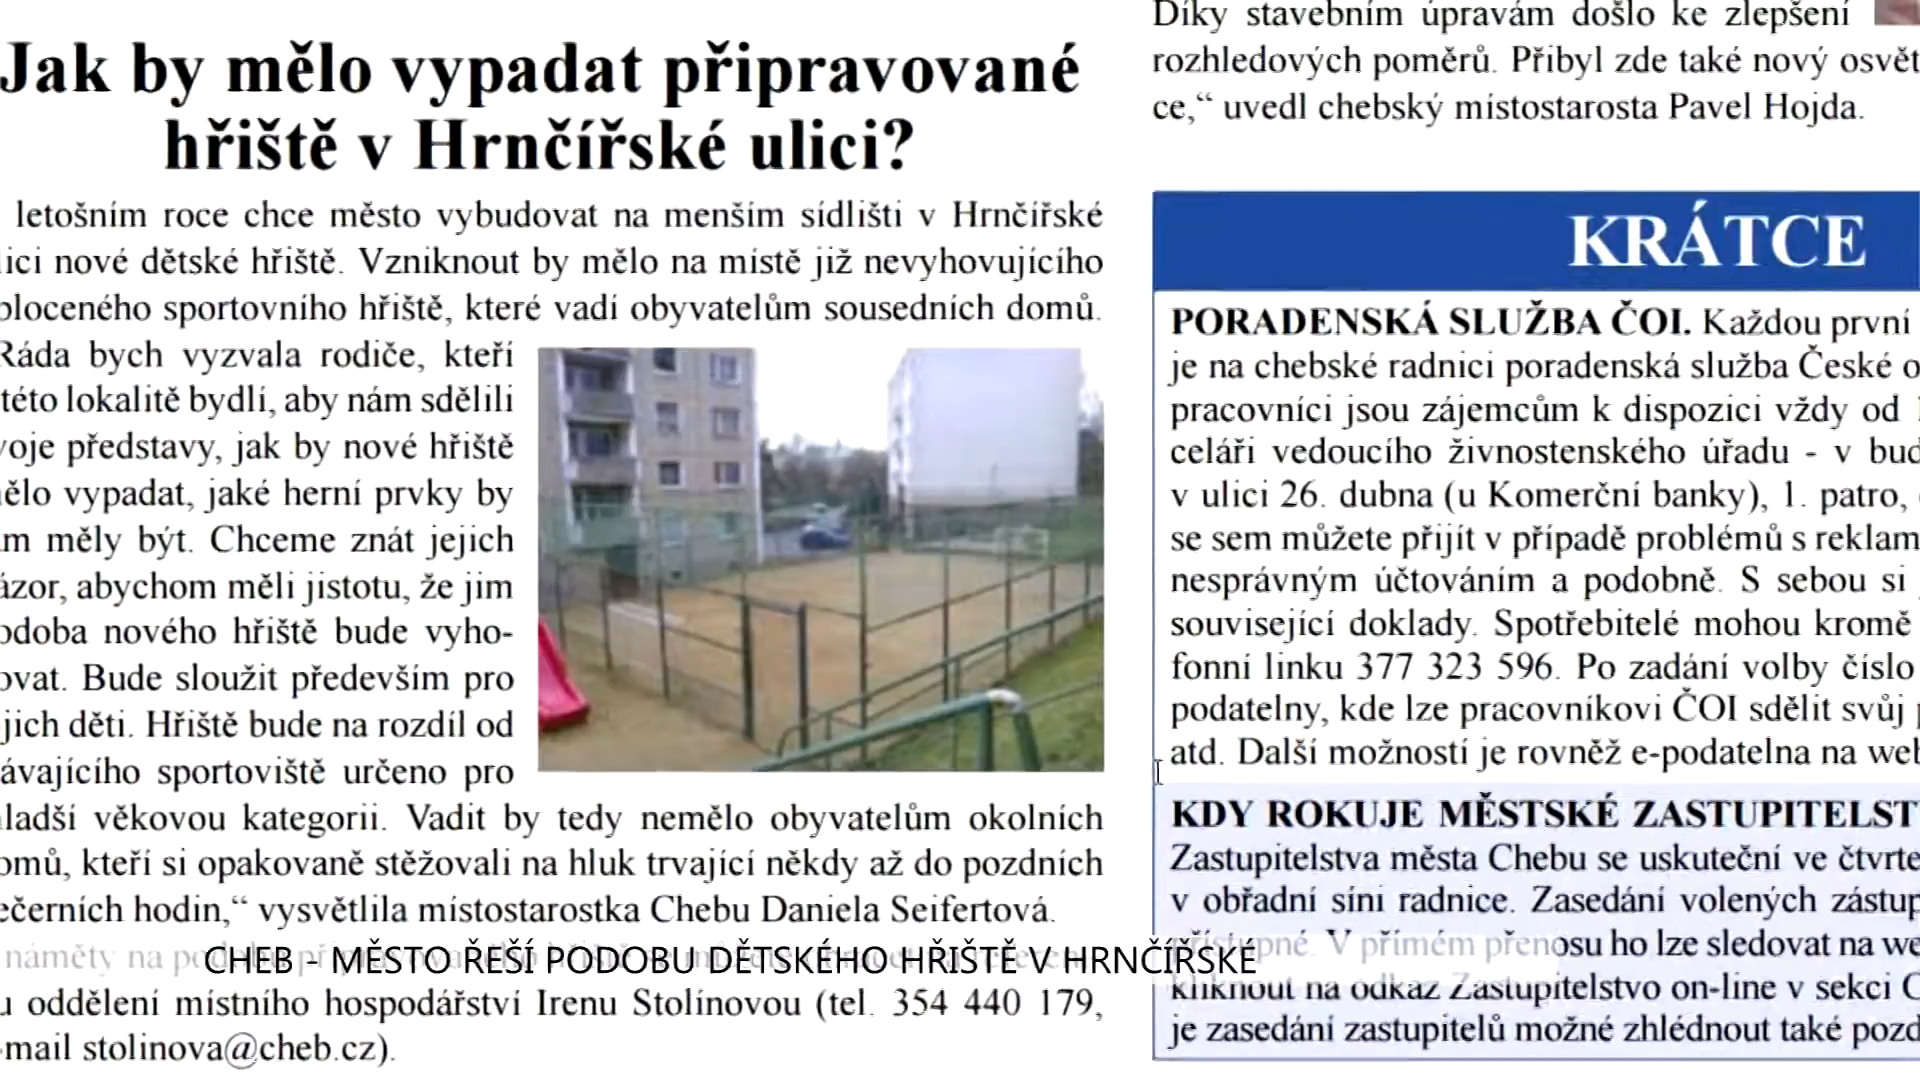 Jak by mělo vypadat připravované
hřiště v Hrnčířské ulici?
letošním roce chce město vybudovat na menším sídlišti v Hrnčířské
lici nové dětské hřiště. Vzniknout by mělo na místě již nevyhovujícího
ploceného sportovního hřiště, které vadí obyvatelům sousedních domů.
Ráda bych vyzvala rodiče, kteří
této lokalitě bydlí, aby nám sdělili
voje představy, jak by nové hřiště
ělo vypadat, jaké herní prvky by
m měly být. Chceme znát jejich
ázor, abychom měli jistotu, že jim
odoba nového hřiště bude vyho-
ovat. Bude sloužit především pro
jich děti. Hřiště bude na rozdíl od
ávajícího sportoviště určeno pro
ladší věkovou kategorii. Vadit by tedy nemělo obyvatelům okolních
omů, kteří si opakovaně stěžovali na hluk trvající někdy až do pozdních
ečerních hodin,“ vysvětlila místostarostka Chebu Daniela Seifertová.
náměty na
CHEB - MĚSTO ŘEŠÍ PODOBU DĚTSKÉHO HŘIŠTĚ V HRNČÍŘSKÉ
u oddělení místního hospodářství Irenu Stolínovou (tel. 354 440 179,
-mail stolinova@cheb.cz).
Díky stavebním úpravám došlo ke zlepšení
rozhledových poměrů. Přibyl zde také nový osvět
ce,“ uvedl chebský místostarosta Pavel Hojda.
KRÁTCE
PORADENSKÁ SLUŽBA ČOI. Každou první
je na chebské radnici poradenská služba České o
pracovníci jsou zájemcům k dispozici vždy od
celáři vedoucího živnostenského úřadu - v bud
v ulici 26. dubna (u Komerční banky), 1. patro,
se sem můžete přijít v případě problémů s reklam
nesprávným účtováním a podobně. S sebou si
související doklady. Spotřebitelé mohou kromě
fonní linku 377 323 596. Po zadání volby číslo
podatelny, kde lze pracovníkovi ČOI sdělit svůj
atd. Další možností je rovněž e-podatelna na web
KDY ROKUJE MĚSTSKÉ ZASTUPITELST
Zastupitelstva města Chebu se uskuteční ve čtvrte
v obřadní síni radnice. Zasedání volených zástup
přístupné. V přímém přenosu ho lze sledovat na we
kliknout na odkaz Zastupitelstvo on-line v sekci
je zasedání zastupitelů možné zhlédnout také pozd